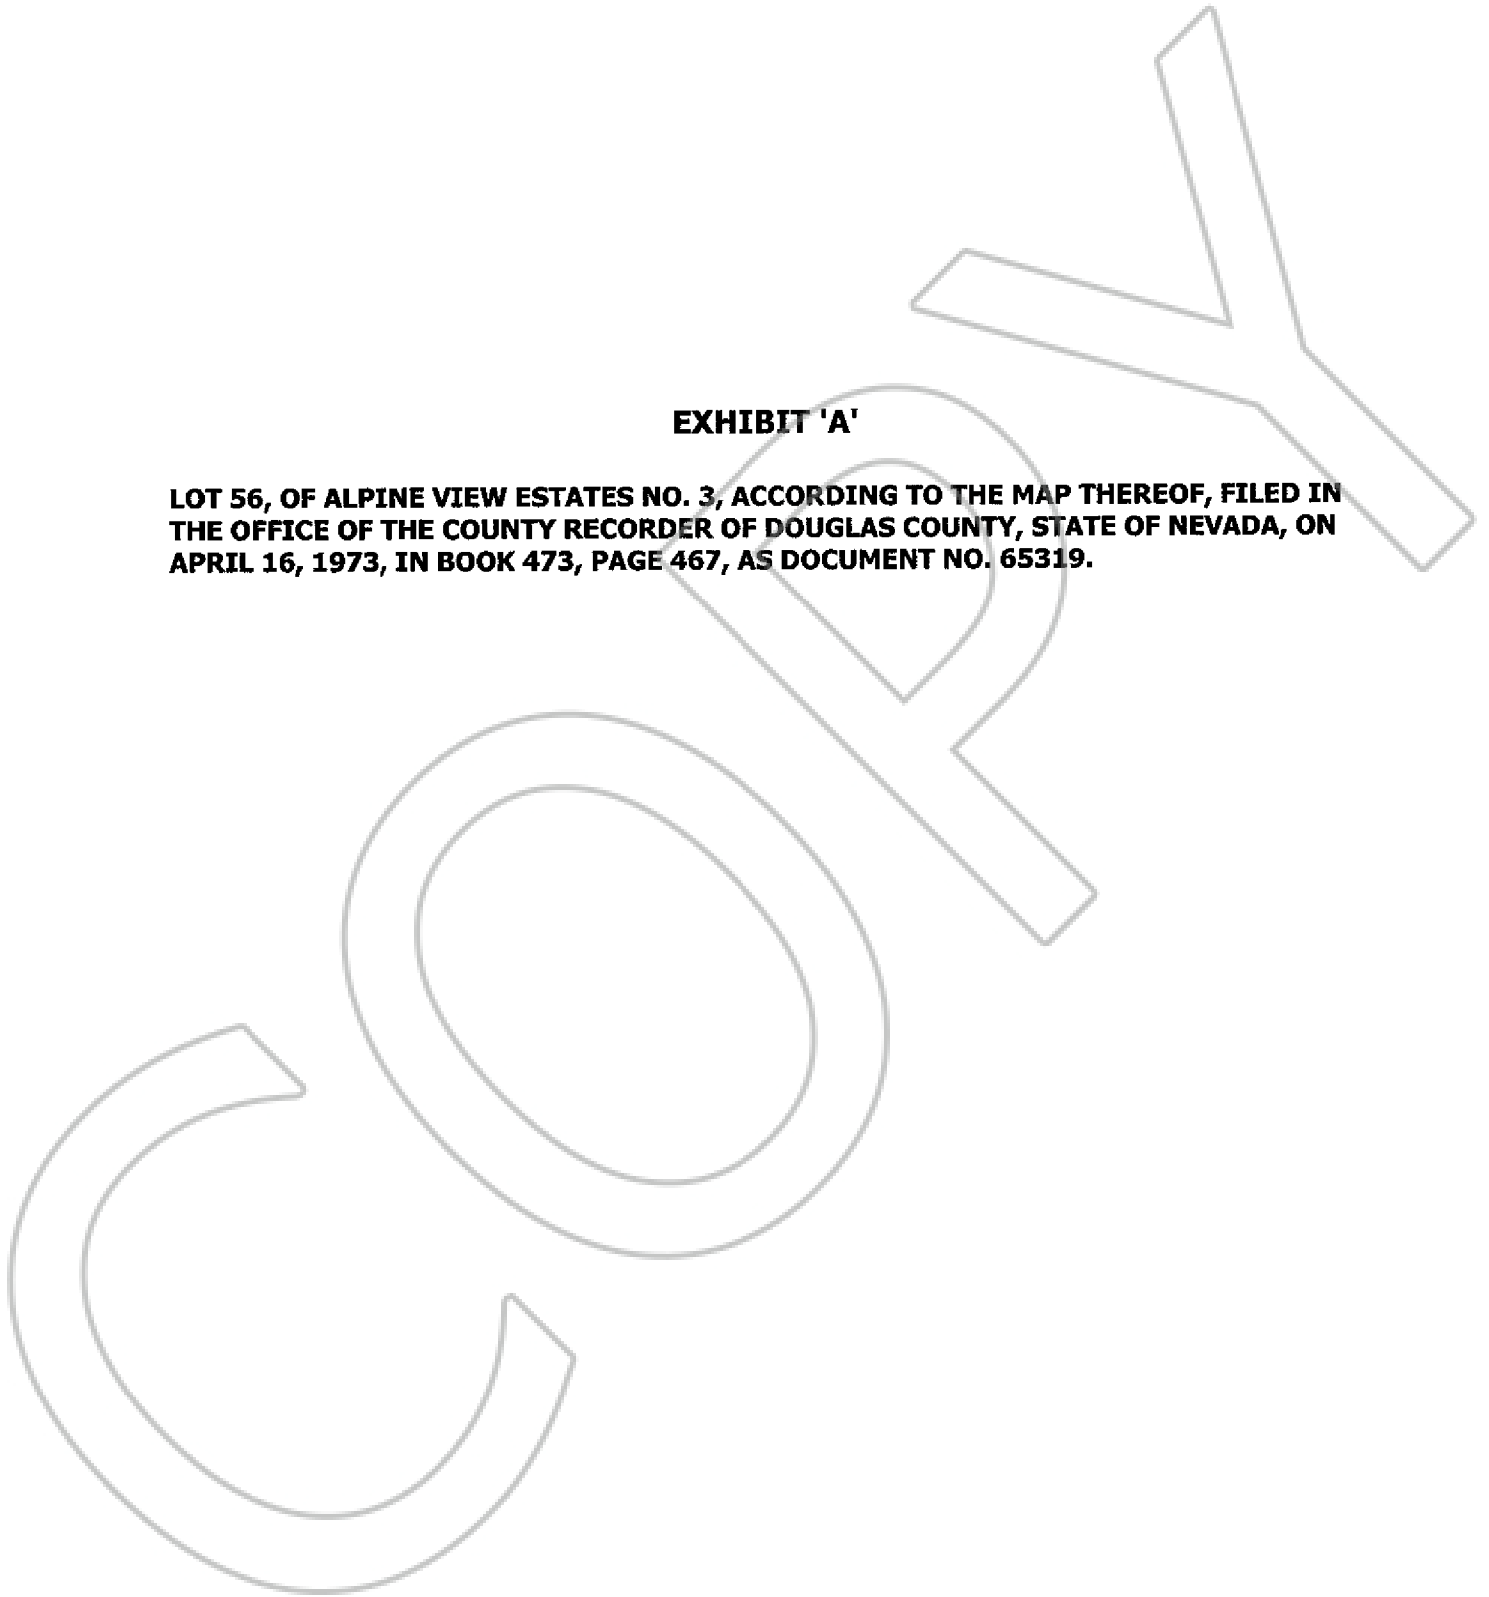 EXHIBIT 'A'
LOT 56, OF ALPINE VIEW ESTATES NO. 3, ACCORDING TO THE MAP THEREOF, FILED IN
THE OFFICE OF THE COUNTY RECORDER OF DOUGLAS COUNTY, STATE OF NEVADA, ON
APRIL 16, 1973, IN BOOK 473, PAGE 467, AS DOCUMENT NO. 65319.
COPY